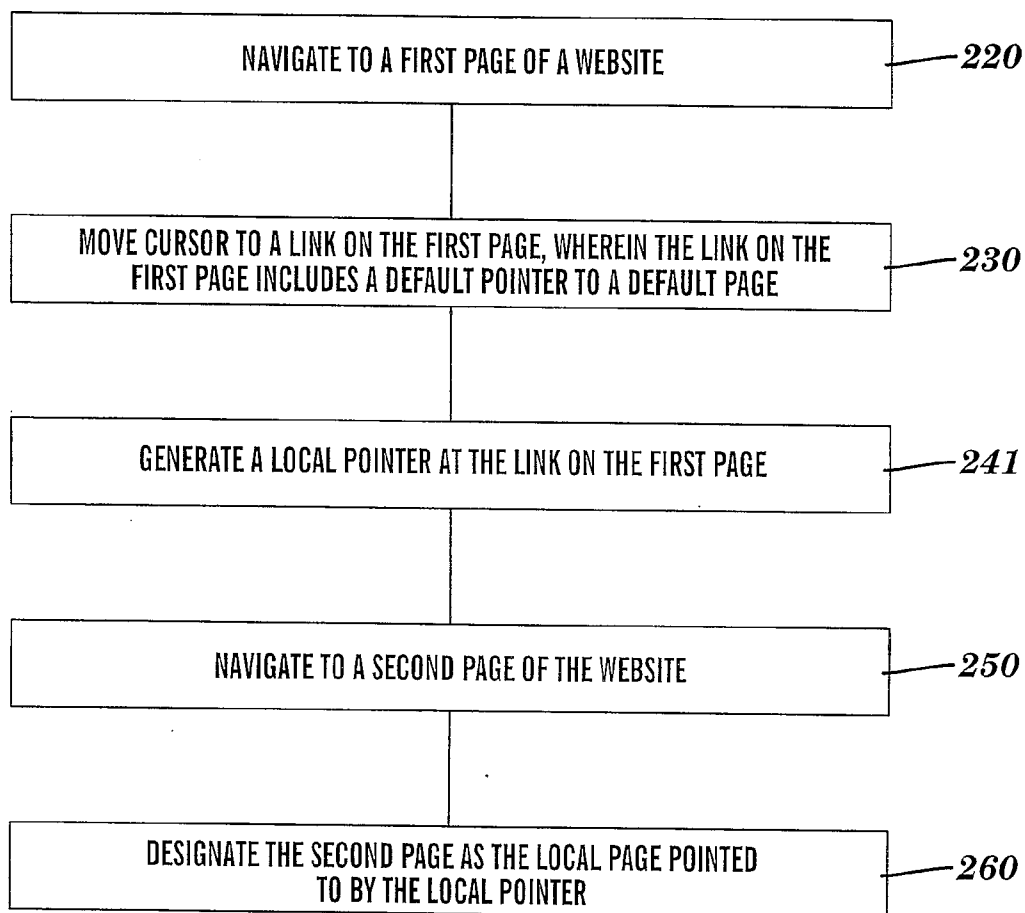 NAVIGATE TO A FIRST PAGE OF A WEBSITE
220
MOVE CURSOR TO A LINK ON THE FIRST PAGE, WHEREIN THE LINK ON THE
FIRST PAGE INCLUDES A DEFAULT POINTER TO A DEFAULT PAGE
230
GENERATE A LOCAL POINTER AT THE LINK ON THE FIRST PAGE
241
NAVIGATE TO A SECOND PAGE OF THE WEBSITE
250
DESIGNATE THE SECOND PAGE AS THE LOCAL PAGE POINTED
TO BY THE LOCAL POINTER
260